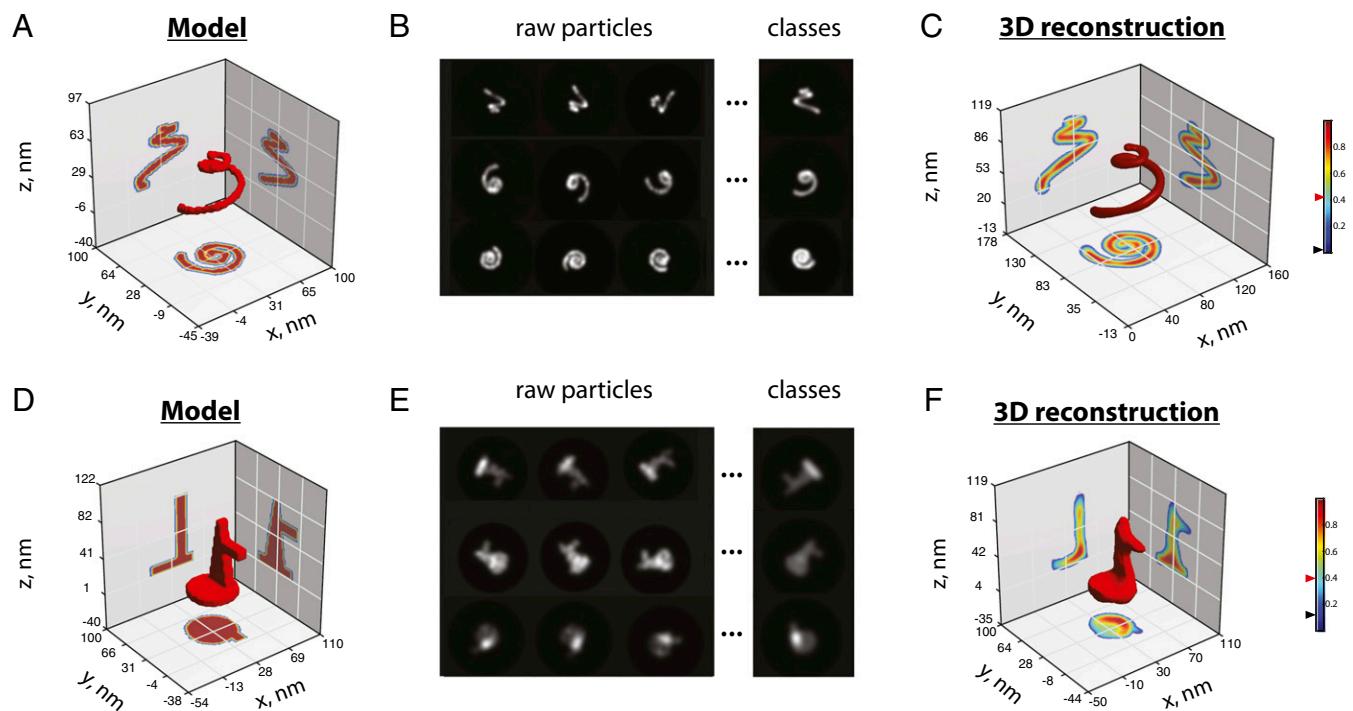 A
Model
97
63
29
-6
-40
z, nm
100
64
28
-9
-45
y, nm
-39
-4
31
65
100
x, nm
B
raw particles
classes
...
...
...
C
3D reconstruction
119
86
53
20
-13
z, nm
178
130
83
35
-13
y, nm
0
40
80
120
160
x, nm
0.8
0.6
0.4
0.2
D
Model
122
82
41
1
-40
z, nm
100
66
31
-4
-38
y, nm
-54
-13
28
69
110
x, nm
E
raw particles
classes
...
...
...
F
3D reconstruction
119
81
42
4
-35
z, nm
100
64
28
-8
-44
y, nm
-50
-10
30
70
110
x, nm
0.8
0.6
0.4
0.2